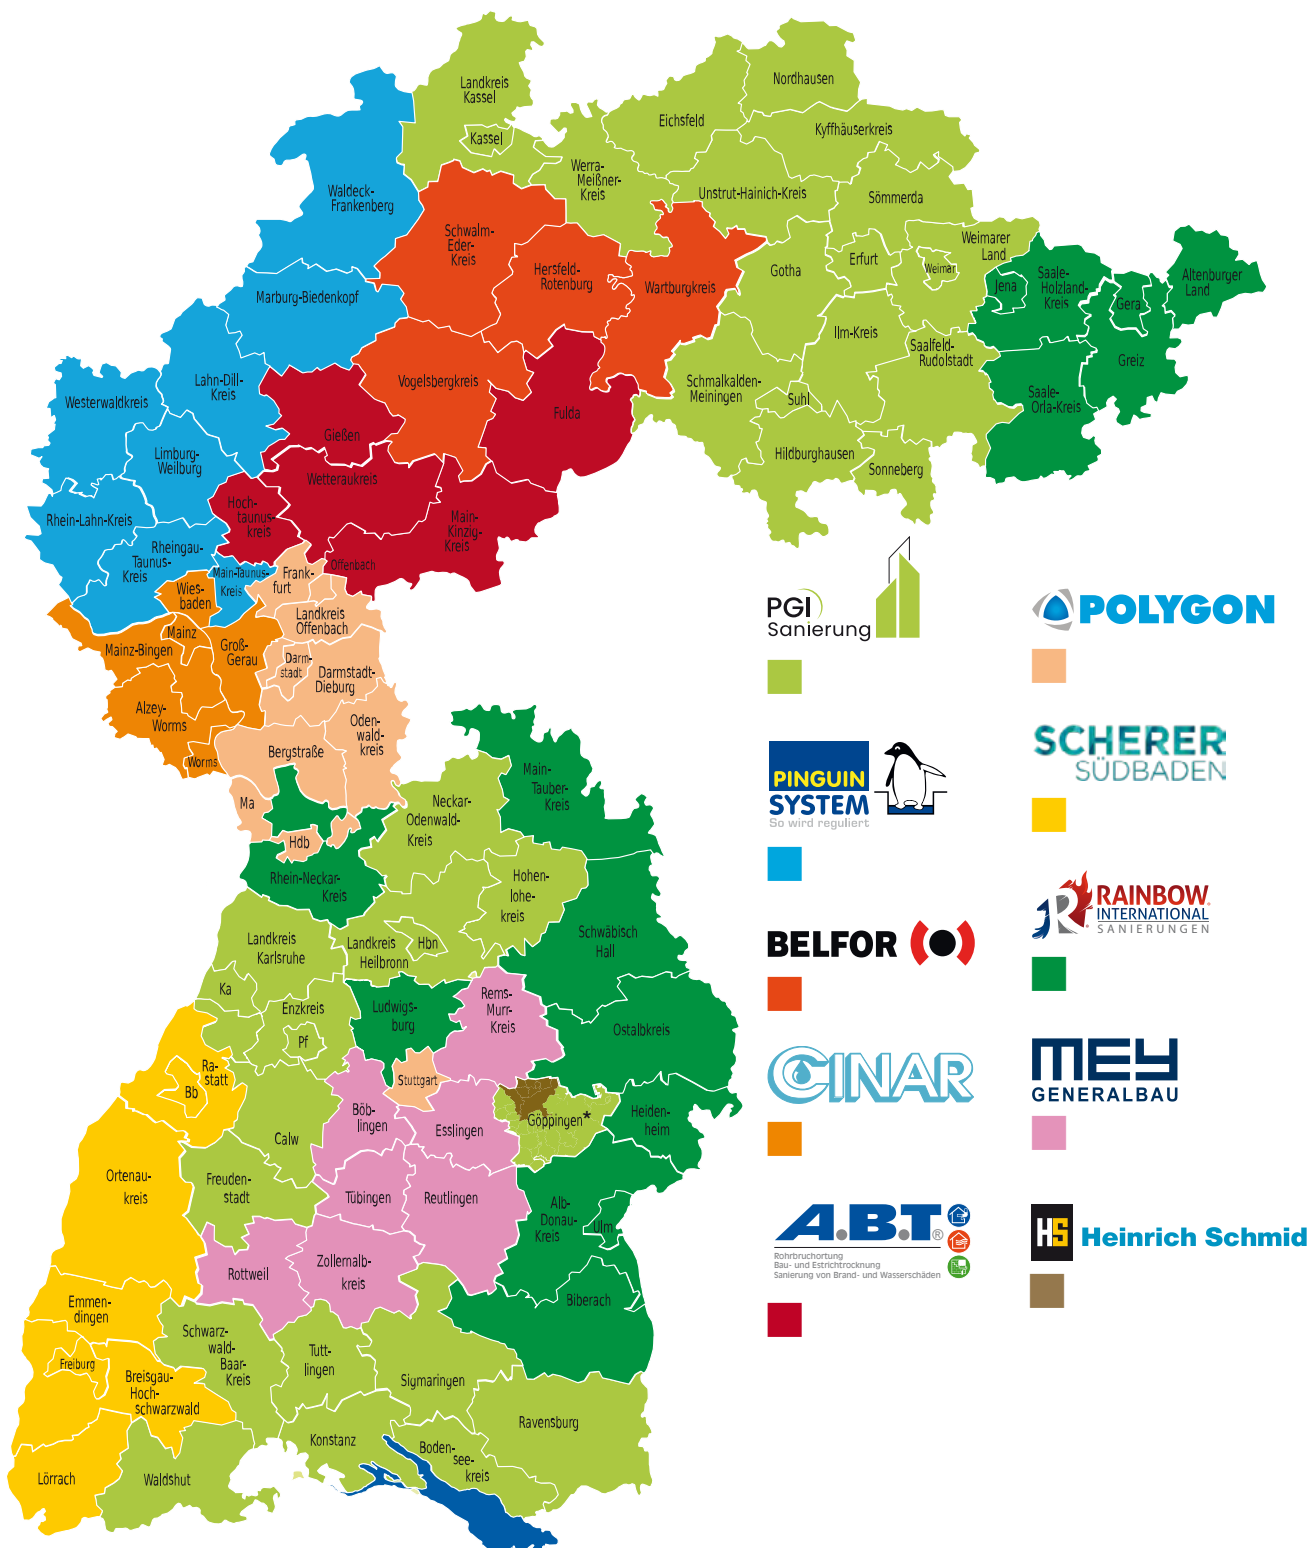 Landkreis
Kassel
Kassel
Nordhausen
Eichsfeld
Kyffhäuserkreis
Werra-
Meißner-
Kreis
Unstrut-Hainich-Kreis
Sömmerda
Waldeck-
Frankenberg
Schwalm-
Eder-
Kreis
Hersfeld-
Rotenburg
Wartburgkreis
Gotha
Erfurt
Weimarer
Land
Weimar
Jena
Saale-
Holzland-
Kreis
Gera
Altenburger
Land
Marburg-Biedenkopf
Ilm-Kreis
Saalfeld-
Rudolstadt
Greiz
Saale-
Orla-Kreis
Lahn-Dill-
Kreis
Vogelsbergkreis
Schmalkalden-
Meiningen
Suhl
Westerwaldkreis
Gießen
Fulda
Hildburghausen
Sonneberg
Limburg-
Weilburg
Wetteraukreis
Rhein-Lahn-Kreis
Hoch-
taunus-
kreis
Main-
Kinzig-
Kreis
Rheingau-
Taunus-
Kreis
Main-Taunus-
Kreis
Offenbach
Frank-
furt
Wies-
baden
Landkreis
Offenbach
Mainz
Mainz-Bingen
Groß-
Gerau
Darm-
stadt
Darmstadt-
Dieburg
Alzey-
Worms
Worms
Bergstraße
Oden-
wald-
kreis
Ma
Hdb
Rhein-Neckar-
Kreis
Neckar-
Odenwald-
Kreis
Main-
Tauber-
Kreis
Hohen-
lohe-
kreis
Landkreis
Karlsruhe
Landkreis
Heilbronn
Hbn
Schwäbisch
Hall
Ka
Enzkreis
Pf
Ludwigs-
burg
Rems-
Murr-
Kreis
Ostalbkreis
Ra-
statt
Bb
Stuttgart
Böb-
lingen
Esslingen
Göppingen*
Heiden-
heim
Calw
Ortenau-
kreis
Freuden-
stadt
Tübingen
Reutlingen
Alb-
Donau-
Kreis
Ulm
Rottweil
Zollernalb-
kreis
Biberach
Emmen-
dingen
Freiburg
Breisgau-
Hoch-
schwarzwald
Schwarz-
wald-
Baar-
Kreis
Tutt-
lingen
Sigmaringen
Ravensburg
Konstanz
Boden-
see-
kreis
Lörrach
Waldshut
PGI
Sanierung
POLYGON
PINGUIN
SYSTEM
So wird reguliert
SCHERER
SÜDBADEN
BELFOR
RAINBOW
INTERNATIONAL
SANIERUNGEN
CINAR
MEY
GENERALBAU
A.B.T®
Rohrbruchortung
Bau- und Estrichtrocknung
Sanierung von Brand- und Wasserschäden
HS Heinrich Schmid